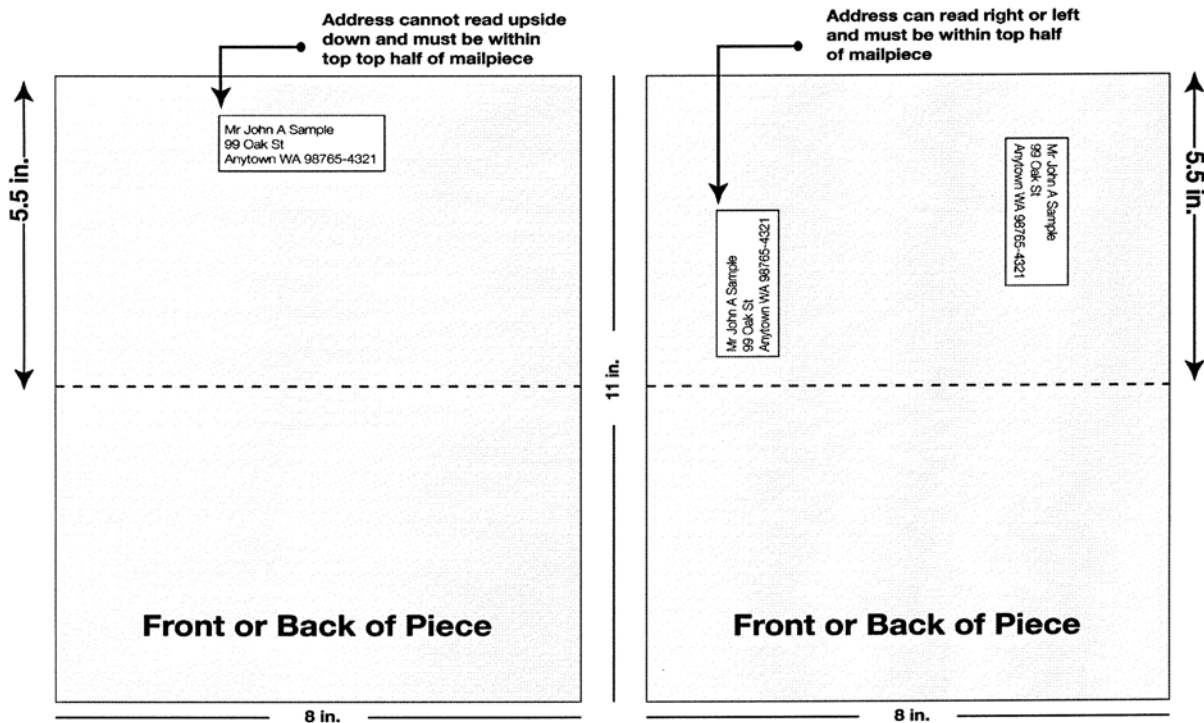 Address cannot read upside
down and must be within
top top half of mailpiece
5.5 in.
Mr John A Sample
99 Oak St
Anytown WA 98765-4321
Front or Back of Piece
8 in.
11 in.
Address can read right or left
and must be within top half
of mailpiece
Mr John A Sample
99 Oak St
Anytown WA 98765-4321
Mr John A Sample
99 Oak St
Anytown WA 98765-4321
5.5 in.
Front or Back of Piece
8 in.